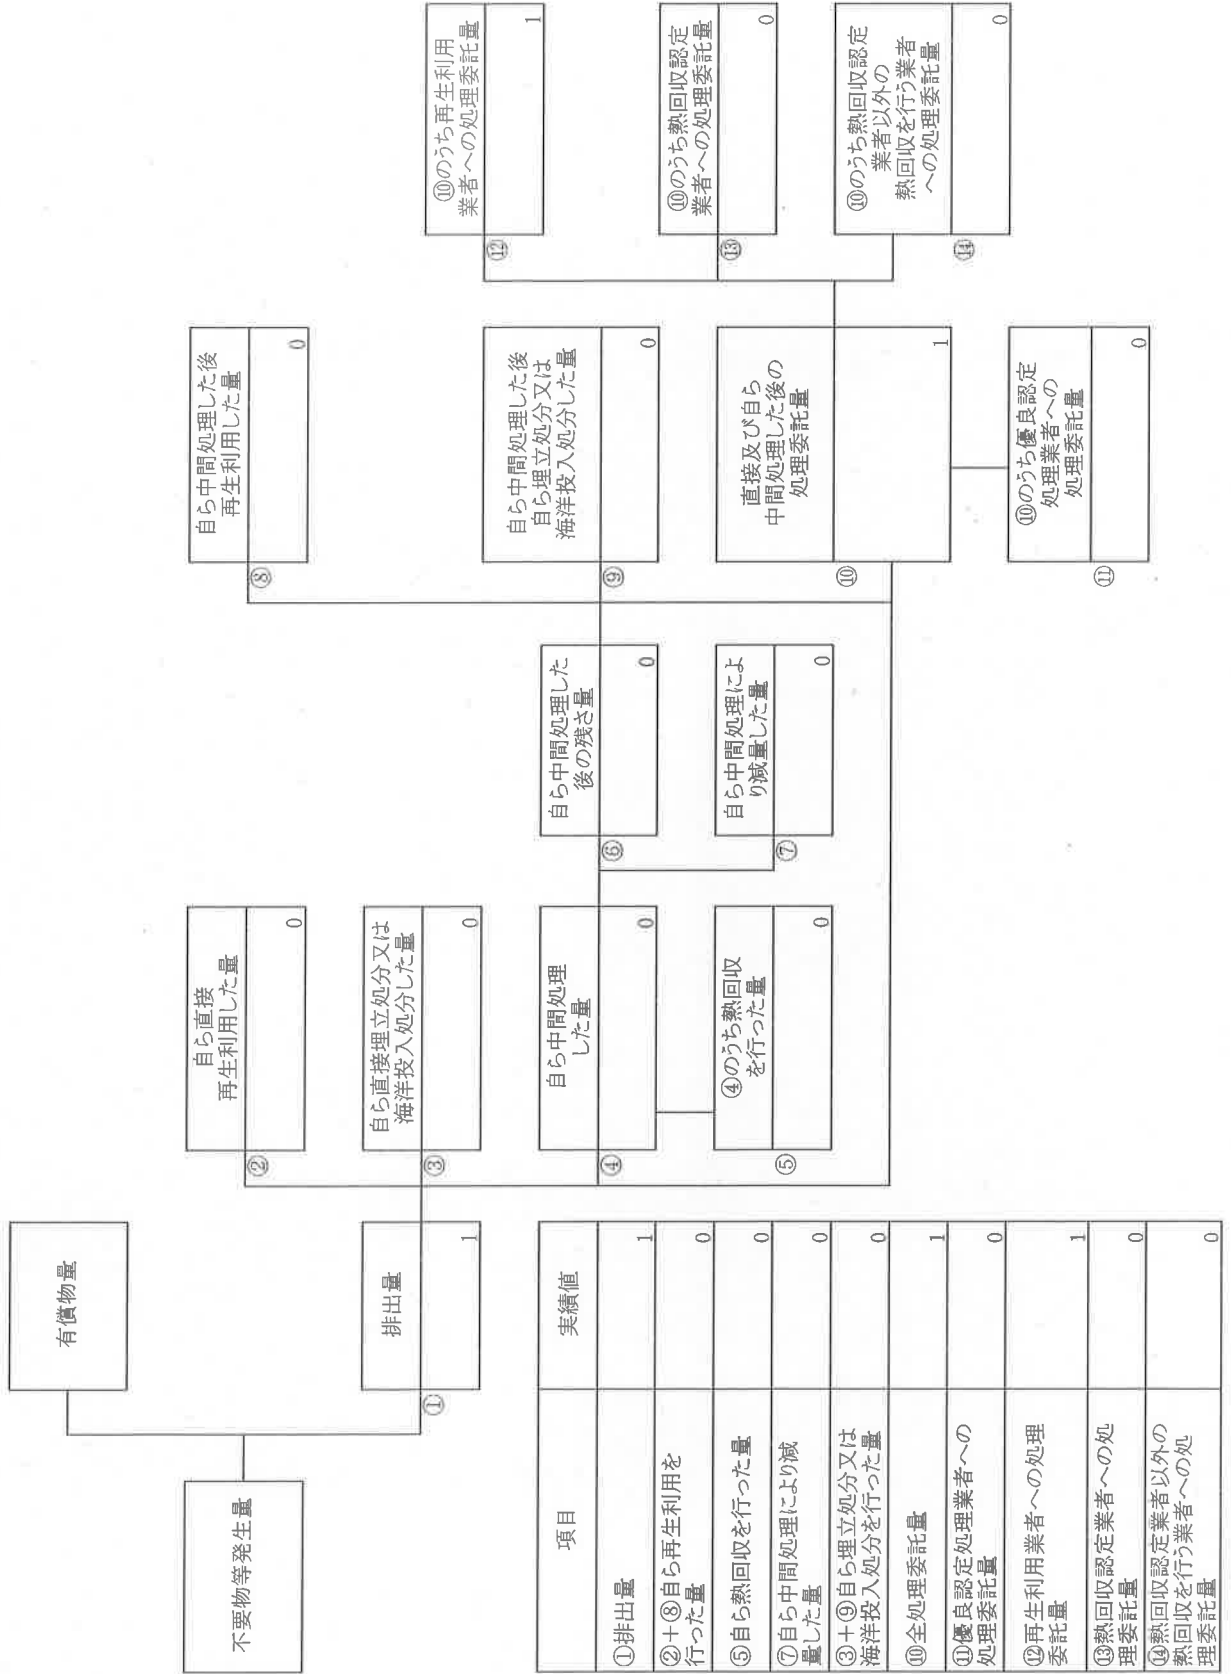 不要物等発生量
有償物量
排出量
①
1
自ら直接
再生利用した量
②
0
自ら直接埋立処分又は
海洋投入処分した量
③
0
自ら中間処理
した量
④
0
④のうち熱回収
を行った量
⑤
0
自ら中間処理した
後の残さ量
⑥
0
自ら中間処理によ
り減量した量
⑦
0
自ら中間処理した後
再生利用した量
⑧
0
自ら中間処理した後
自ら埋立処分又は
海洋投入処分した量
⑨
0
直接及び自ら
中間処理した後の
処理委託量
⑩
1
⑩のうち優良認定
処理業者への
処理委託量
⑪
0
⑩のうち再生利用
業者への処理委託量
⑫
1
⑩のうち熱回収認定
業者への処理委託量
⑬
0
⑩のうち熱回収認定
業者以外の
熱回収を行う業者
への処理委託量
⑭
0
項目 実績値
①排出量 1
②+⑧自ら再生利用を
行った量 0
⑤自ら熱回収を行った量 0
⑦自ら中間処理により減
量した量 0
③+⑨自ら埋立処分又は
海洋投入処分を行った量 0
⑩全処理委託量 1
⑪優良認定処理業者への
処理委託量 0
⑫再生利用業者への処理
委託量 1
⑬熱回収認定業者への処
理委託量 0
⑭熱回収認定業者以外の
熱回収を行う業者への処
理委託量 0